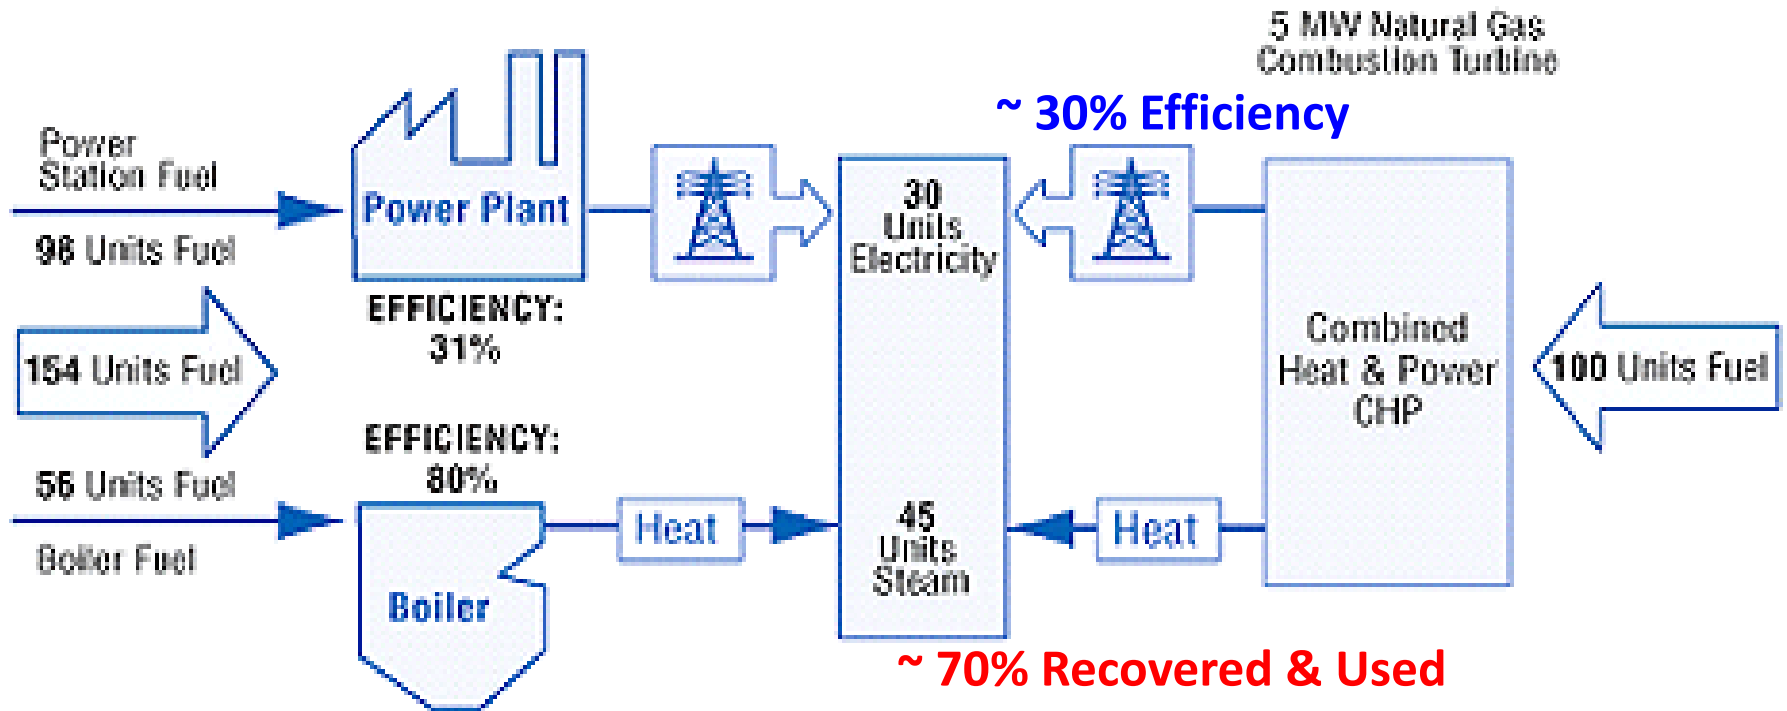 5 MW Natural Gas
Combustion Turbine
~ 30% Efficiency
Power
Station Fuel
98 Units Fuel
Power Plant
EFFICIENCY:
31%
30
Units
Electricity
154 Units Fuel
Combined
Heat & Power
CHP
100 Units Fuel
EFFICIENCY:
80%
56 Units Fuel
Boiler Fuel
Heat
Boiler
45
Units
Steam
Heat
~ 70% Recovered & Used